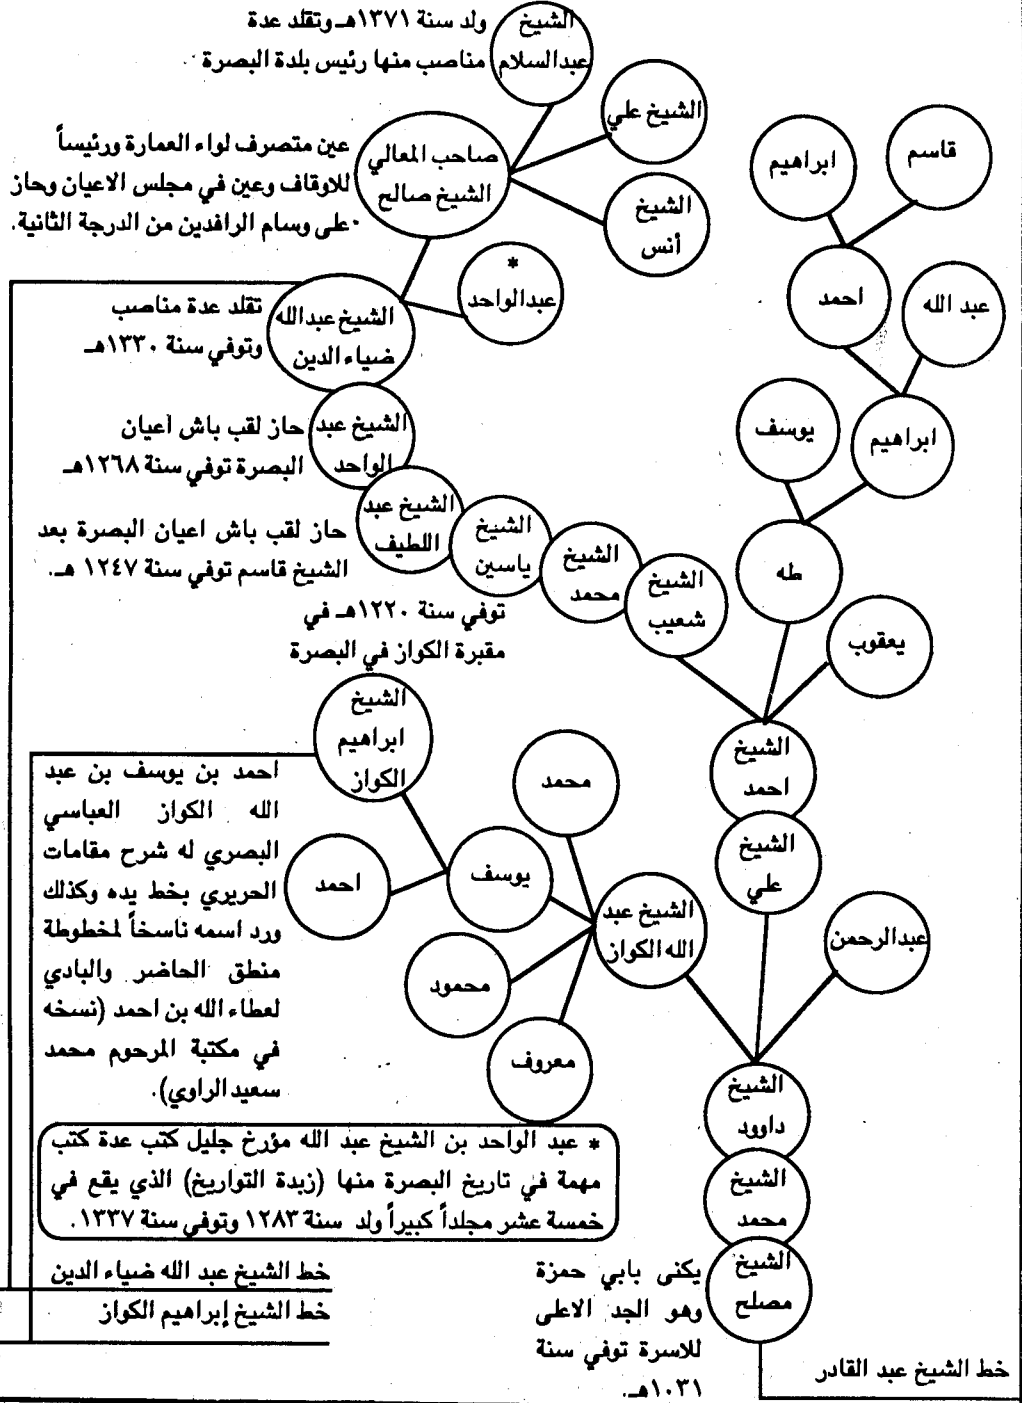 الشيخ
عبدالسلام
ولد سنة ١٣٧١هـ وتقلد عدة
مناصب منها رئيس بلدة البصرة
الشيخ علي
صاحب المعالي
الشيخ صالح
عين متصرف لواء العمارة ورئيساً
للاوقاف وعين في مجلس الاعيان وحاز
على وسام الرافدين من الدرجة الثانية.
الشيخ
أنس
قاسم
ابراهيم
*
عبدالواحد
احمد
عبد الله
الشيخ عبدالله
ضياء الدين
تقلد عدة مناصب
وتوفي سنة ١٣٣٠هـ
الشيخ عبد
الواحد
حاز لقب باش اعيان
البصرة توفي سنة ١٢٦٨هـ
يوسف
ابراهيم
الشيخ عبد
اللطيف
حاز لقب باش اعيان البصرة بعد
الشيخ قاسم توفي سنة ١٢٤٧ هـ.
الشيخ
ياسين
الشيخ
محمد
الشيخ
شعيب
طه
توفي سنة ١٢٢٠هـ في
مقبرة الكواز في البصرة
يعقوب
الشيخ
ابراهيم
الكواز
الشيخ
احمد
محمد
احمد بن يوسف بن عبد
الله الكواز العباسي
البصري له شرح مقامات
الحريري بخط يده وكذلك
ورد اسمه ناسخاً لمخطوطة
منطق الحاضر والبادي
لعطاء الله بن احمد (نسخه
في مكتبة المرحوم محمد
سعيد الراوي).
احمد
يوسف
الشيخ
علي
الشيخ عبد
الله الكواز
عبدالرحمن
محمود
معروف
الشيخ
داوود
* عبد الواحد بن الشيخ عبد الله مؤرخ جليل كتب عدة كتب
مهمة في تاريخ البصرة منها (زبدة التواريخ) الذي يقع في
خمسة عشر مجلداً كبيراً ولد سنة ١٢٨٣ وتوفي سنة ١٣٣٧.
الشيخ
محمد
الشيخ
مصلح
يكنى بابي حمزة
وهو الجد الاعلى
للاسرة توفي سنة
١٠٣١هـ.
خط الشيخ عبد الله ضياء الدين
خط الشيخ إبراهيم الكواز
خط الشيخ عبد القادر